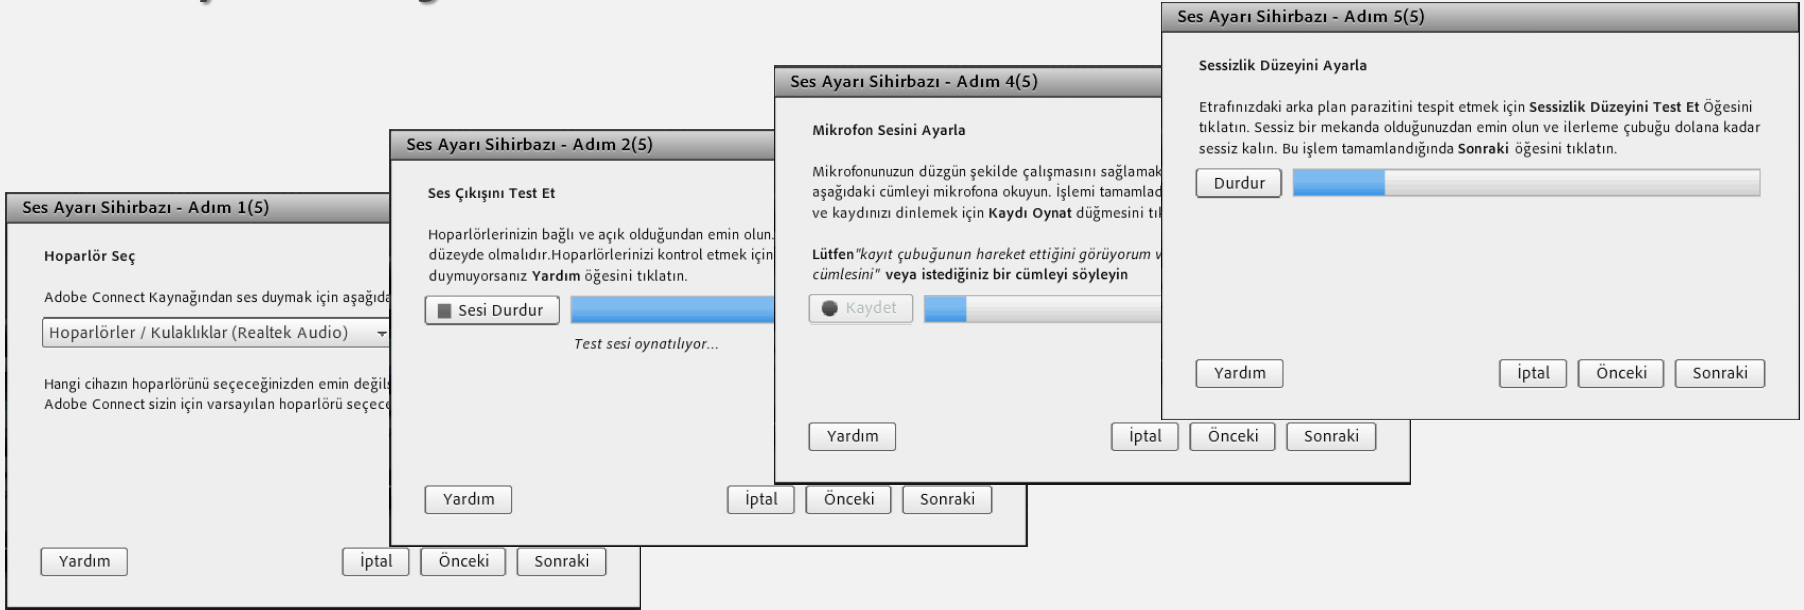 Ses Ayarı Sihirbazı - Adım 1(5)
Hoparlör Seç
Adobe Connect Kaynağından ses duymak için
Hoparlörler / Kulaklıklar (Realtek Audio)
Hangi cihazın hoparlörünü seçeceğinizden emin
Adobe Connect sizin için varsayılan hoparlörü
Yardım
İptal
Önceki
Sonraki
Ses Ayarı Sihirbazı - Adım 2(5)
Ses Çıkışını Test Et
Hoparlörlerinizin bağlı ve açık olduğundan emin olun.
düzeyde olmalıdır.Hoparlörlerinizi kontrol etmek için
duymuyorsanız Yardım öğesini tıklatın.
Sesi Durdur
Test sesi oynatılıyor...
Yardım
İptal
Önceki
Sonraki
Ses Ayarı Sihirbazı - Adım 4(5)
Mikrofon Sesini Ayarla
Mikrofonunuzun düzgün şekilde çalışmasını sağlamak
aşağıdaki cümleyi mikrofona okuyun. İşlemi
ve kaydınızı dinlemek için Kaydı Oynat düğmesini
Lütfen"kayıt çubuğunun hareket ettiğini görüyorum
cümlesini" veya istediğiniz bir cümleyi söyleyin
Kaydet
Yardım
İptal
Önceki
Sonraki
Ses Ayarı Sihirbazı - Adım 5(5)
Sessizlik Düzeyini Ayarla
Etrafınızdaki arka plan parazitini tespit etmek için Sessizlik Düzeyini Test Et Öğesini
tıklatın. Sessiz bir mekanda olduğunuzdan emin olun ve ilerleme çubuğu dolana kadar
sessiz kalın. Bu işlem tamamlandığında Sonraki öğesini tıklatın.
Durdur
Yardım
İptal
Önceki
Sonraki